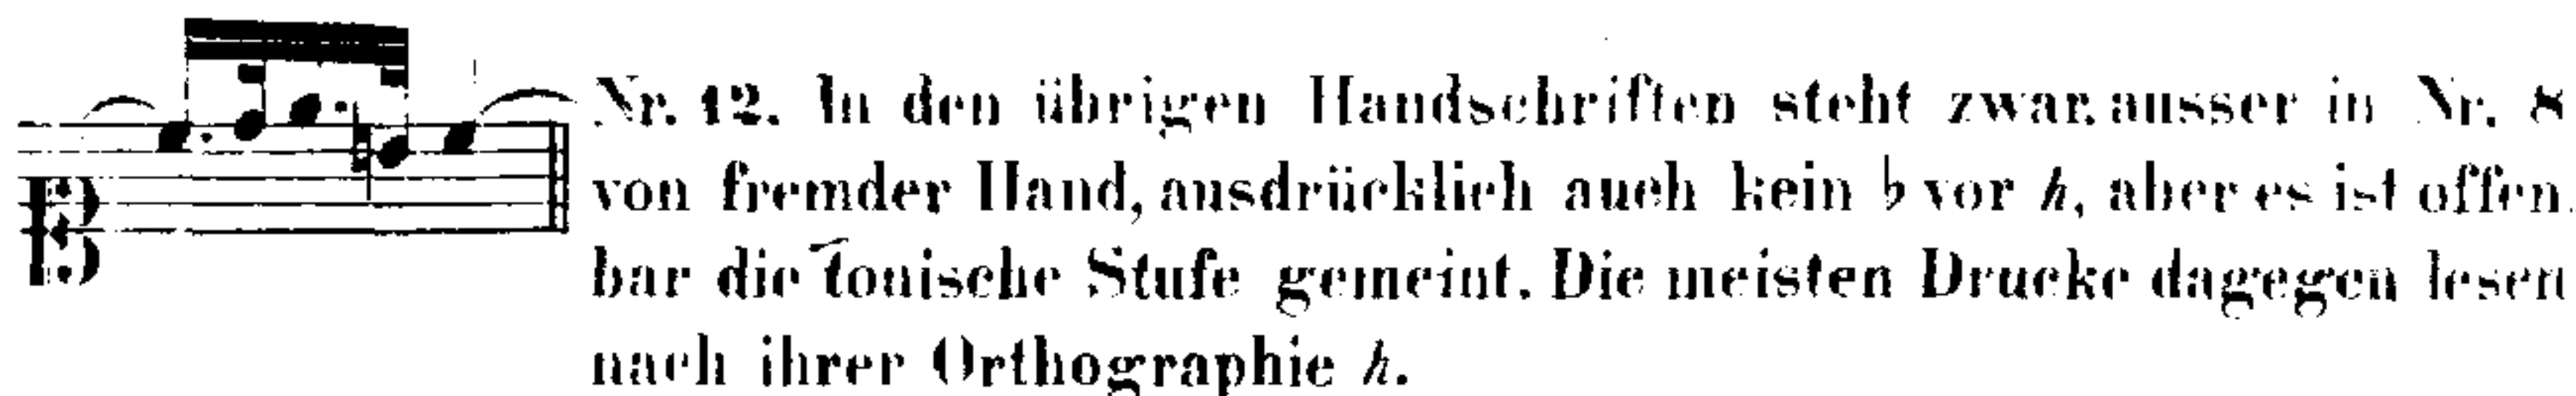 Nr. 12. In den übrigen Handschriften steht zwar, ausser in Nr. 8
von fremder Hand, ausdrücklich auch kein ♭ vor h, aber es ist offen-
bar die tonische Stufe gemeint. Die meisten Drucke dagegen lesen
nach ihrer Orthographie h.